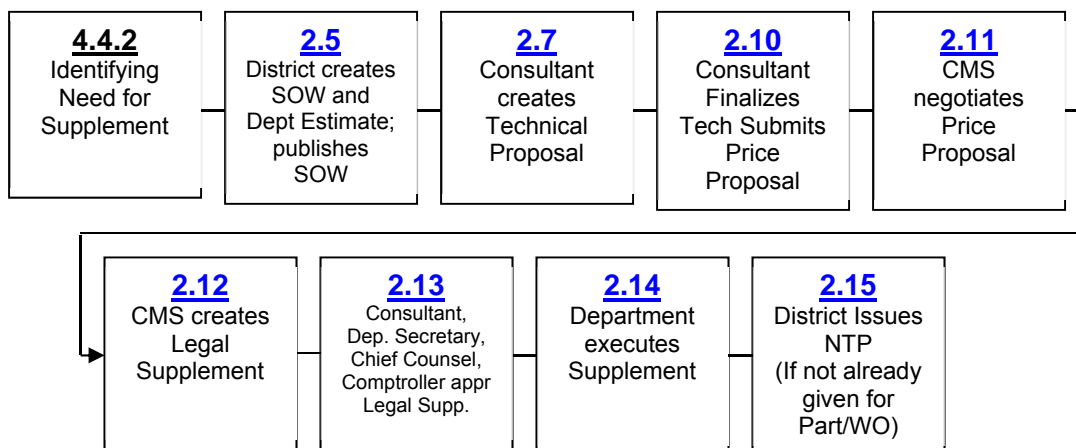 4.4.2
Identifying
Need for
Supplement
2.5
District creates
SOW and
Dept Estimate;
publishes
SOW
2.7
Consultant
creates
Technical
Proposal
2.10
Consultant
Finalizes
Tech Submits
Price
Proposal
2.11
CMS
negotiates
Price
Proposal
2.12
CMS creates
Legal
Supplement
2.13
Consultant,
Dep. Secretary,
Chief Counsel,
Comptroller appr
Legal Supp.
2.14
Department
executes
Supplement
2.15
District Issues
NTP
(If not already
given for
Part/WO)